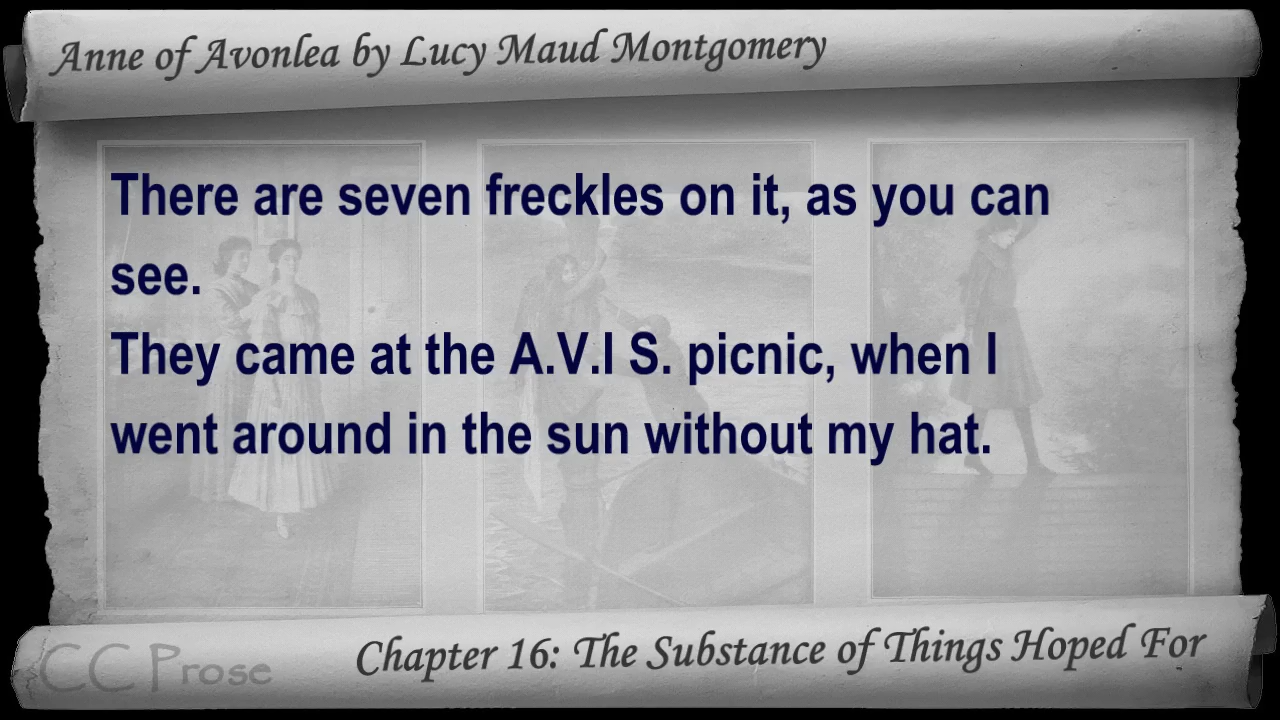 Anne of Avonlea by Lucy Maud Montgomery
There are seven freckles on it, as you can
see.
They came at the A.V.I S. picnic, when I
went around in the sun without my hat.
CC Prose
Chapter 16: The Substance of Things Hoped For